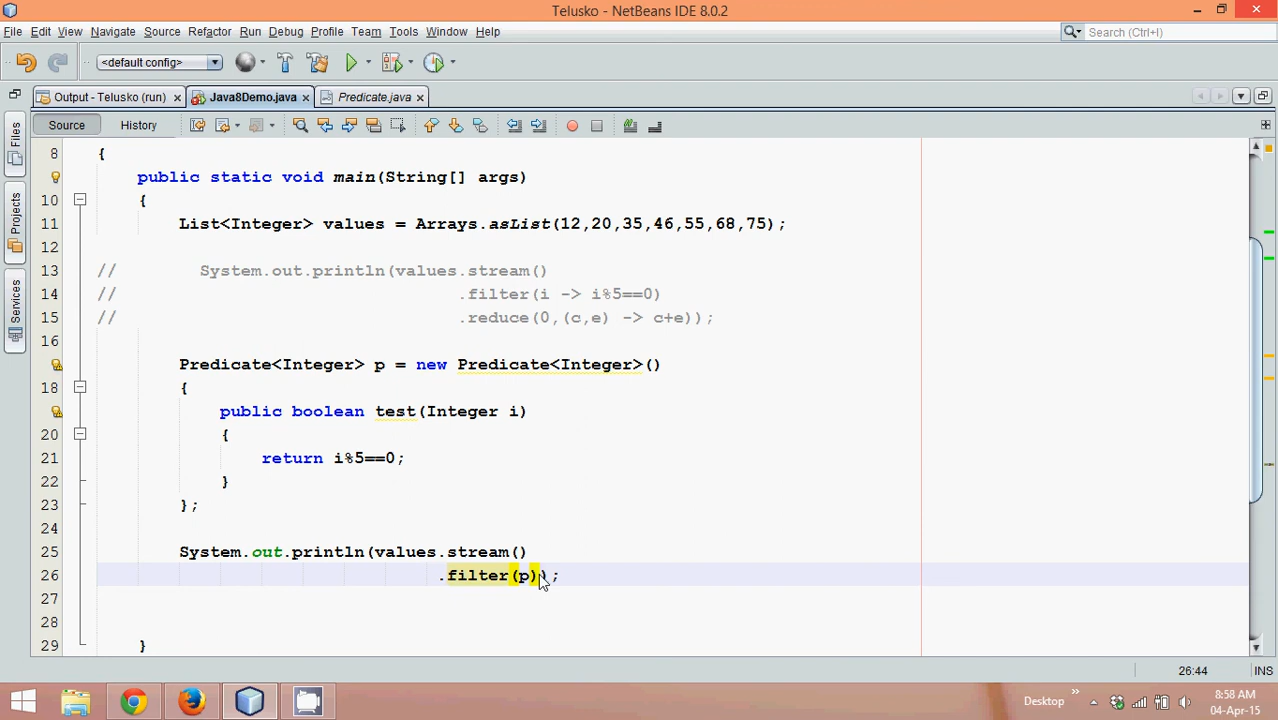 Telusko - NetBeans IDE 8.0.2
File Edit View Navigate Source Refactor Run Debug Profile Team Tools Window Help
Search (Ctrl+I)
<default config>
Output - Telusko (run) Java8Demo.java Predicate.java
Source History
Files
Projects
Services
8 {
public static void main(String[] args)
10 {
11 List<Integer> values = Arrays.asList(12,20,35,46,55,68,75);
12
13 // System.out.println(values.stream()
14 // .filter(i -> i%5==0)
15 // .reduce(0,(c,e) -> c+e));
16
Predicate<Integer> p = new Predicate<Integer>()
18 {
public boolean test(Integer i)
20 {
21 return i%5==0;
22 }
23 };
24
25 System.out.println(values.stream()
26 .filter(p));
27
28
29 }
26:44 INS
Desktop
8:58 AM
04-Apr-15